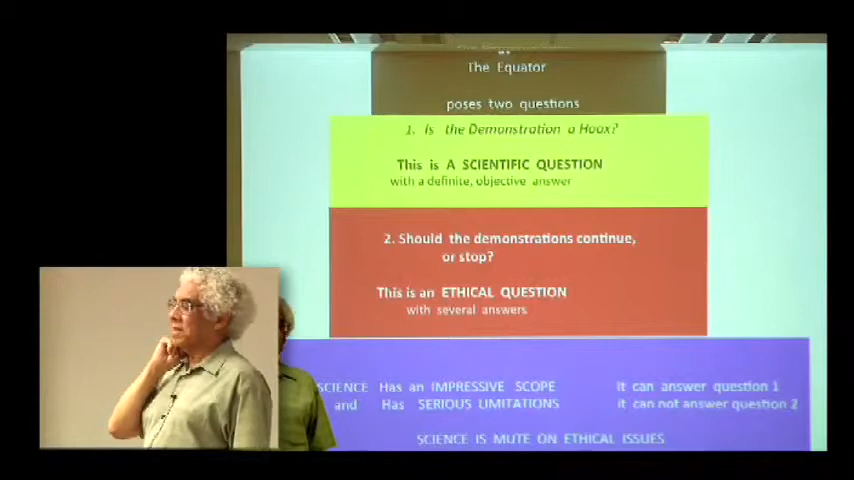 The Equator
poses two questions
1. Is the Demonstration a Hoax?
This is A SCIENTIFIC QUESTION
with a definite, objective answer
2. Should the demonstrations continue,
or stop?
This is an ETHICAL QUESTION
with several answers
SCIENCE Has an IMPRESSIVE SCOPE it can answer question 1
and Has SERIOUS LIMITATIONS it can not answer question 2
SCIENCE IS MUTE ON ETHICAL ISSUES